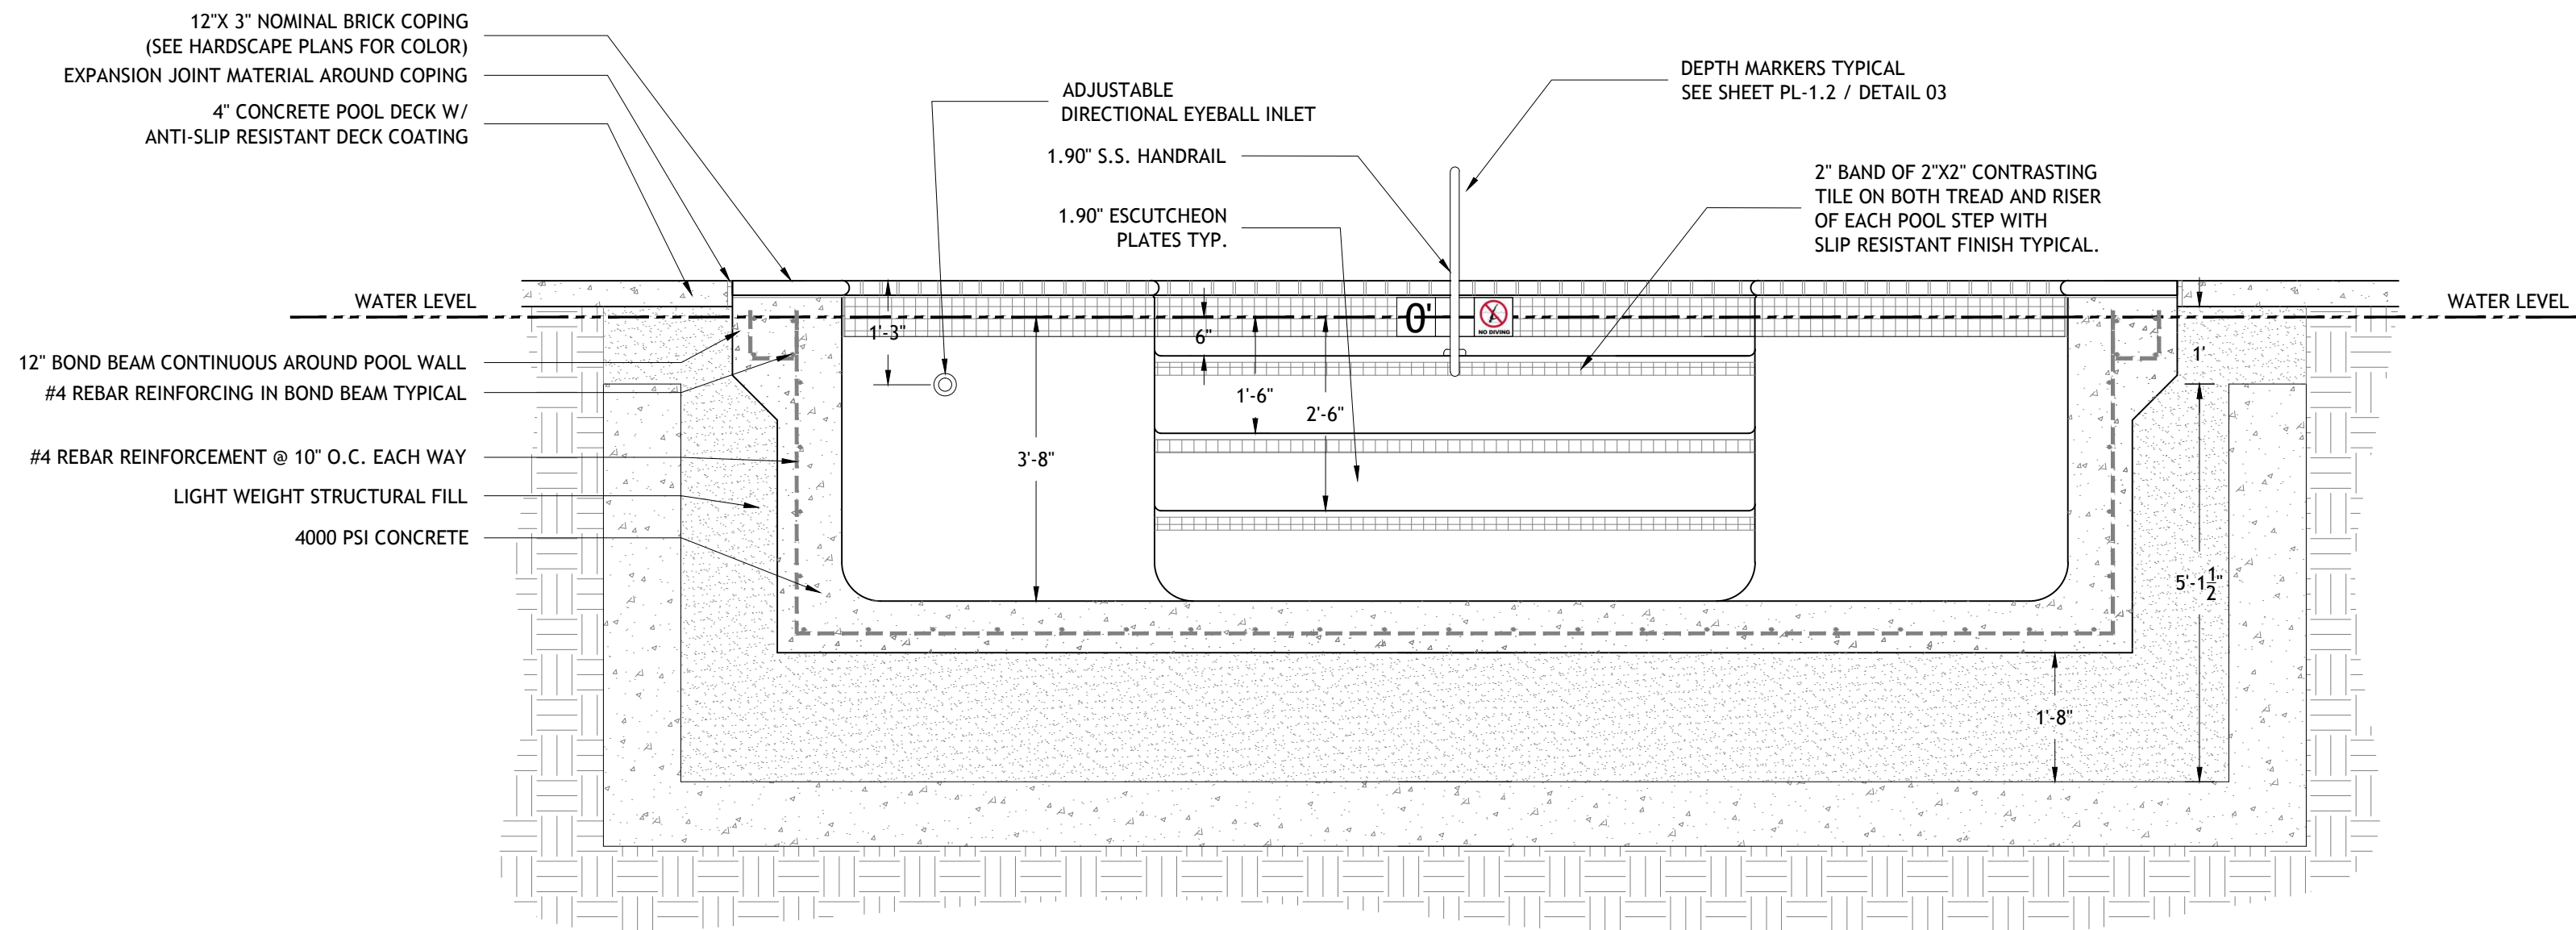 12"X 3" NOMINAL BRICK COPING
(SEE HARDSCAPE PLANS FOR COLOR)
EXPANSION JOINT MATERIAL AROUND COPING
4" CONCRETE POOL DECK W/
ANTI-SLIP RESISTANT DECK COATING
WATER LEVEL
12" BOND BEAM CONTINUOUS AROUND POOL WALL
#4 REBAR REINFORCING IN BOND BEAM TYPICAL
#4 REBAR REINFORCEMENT @ 10" O.C. EACH WAY
LIGHT WEIGHT STRUCTURAL FILL
4000 PSI CONCRETE
ADJUSTABLE
DIRECTIONAL EYEBALL INLET
1.90" S.S. HANDRAIL
1.90" ESCUTCHEON
PLATES TYP.
DEPTH MARKERS TYPICAL
SEE SHEET PL-1.2 / DETAIL 03
2" BAND OF 2"X2" CONTRASTING
TILE ON BOTH TREAD AND RISER
OF EACH POOL STEP WITH
SLIP RESISTANT FINISH TYPICAL.
WATER LEVEL
1'-3"
6"
0'
NO DIVING
1'-6"
2'-6"
3'-8"
1'
5'-1 1/2"
1'-8"